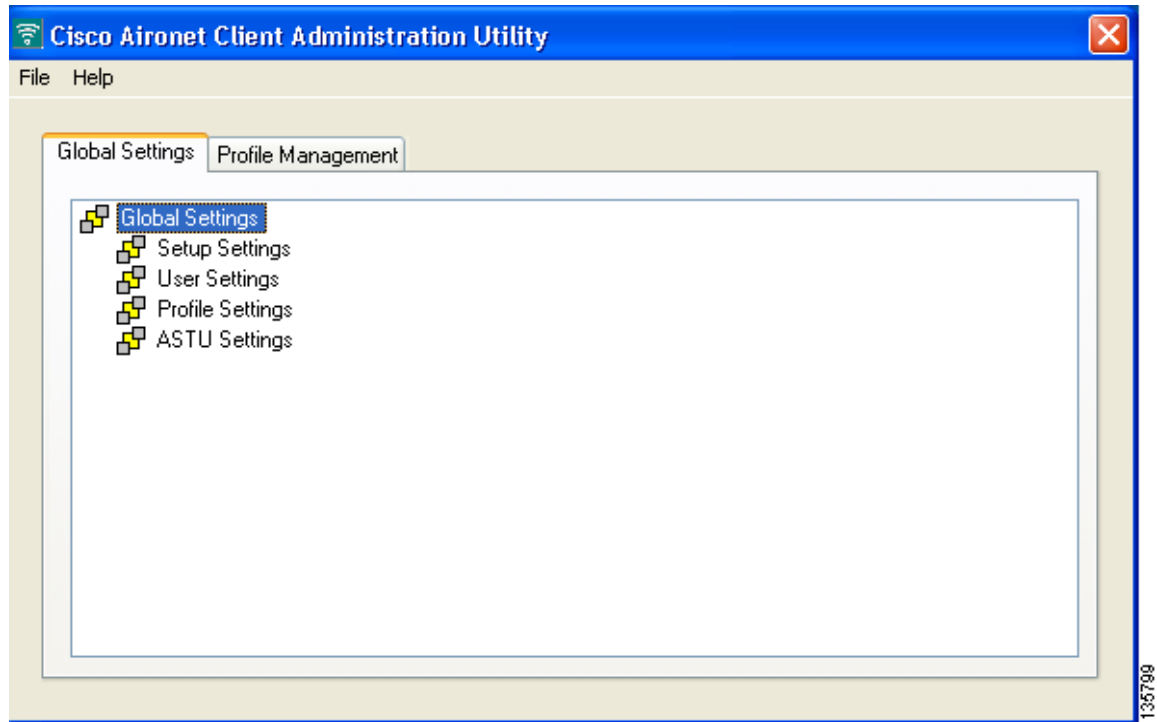 Cisco Aironet Client Administration Utility
File Help
Global Settings Profile Management
Global Settings
Setup Settings
User Settings
Profile Settings
ASTU Settings
135799